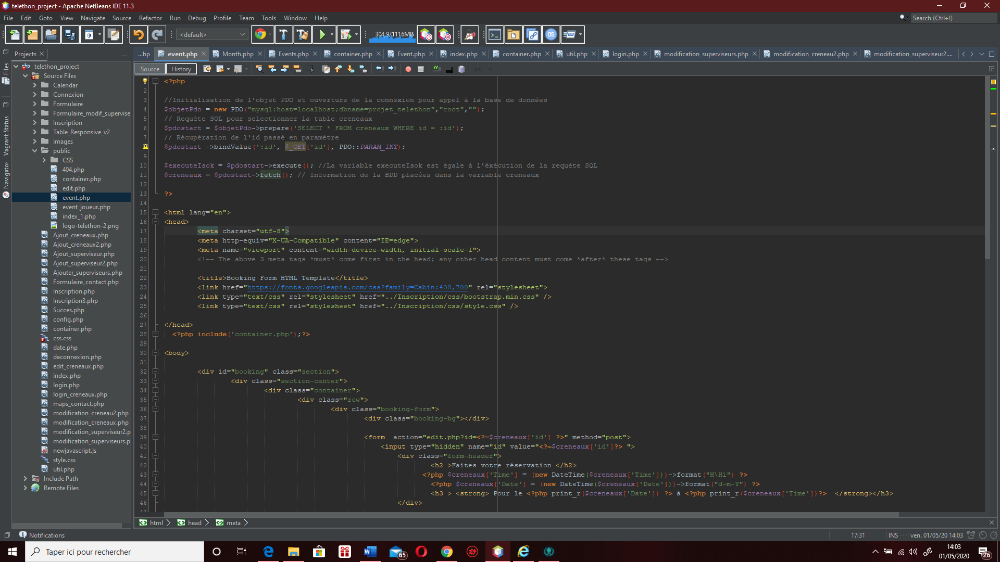 telethon_project - Apache NetBeans IDE 11.3
File Edit Goto View Navigate Source Refactor Run Debug Profile Team Tools Window Help
Search (Ctrl+I)
<default>
304,9/1116MB
Projects
...hp event.php Month.php Events.php container.php Event.php index.php container.php util.php login.php modification_superviseurs.php modification_creneau2.php modification_superviseur2....
Source History
Files
Vagrant Status
Navigator
telethon_project
Source Files
Calendar
Connexion
Formulaire
Formulaire_modif_supervise
Inscription
Table_Responsive_v2
images
public
CSS
404.php
container.php
edit.php
event.php
event_joueur.php
index_1.php
logo-telethon-2.png
Ajout_creneaux.php
Ajout_creneaux2.php
Ajout_superviseur.php
Ajout_superviseur2.php
Ajouter_superviseurs.php
Formulaire_contact.php
Inscription.php
Inscription3.php
Succes.php
config.php
container.php
css.css
date.php
deconnexion.php
edit_creneaux.php
index.php
login.php
login_creneaux.php
maps_contact.php
modification_creneau2.php
modification_creneaux.php
modification_superviseur2.p
modification_superviseurs.p
newjavascript.js
style.css
util.php
Include Path
Remote Files
<?php
2
3 //Initialisation de l'objet PDO et ouverture de la connexion pour appel à la base de données
4 $objetPdo = new PDO("mysql:host=localhost;dbname=projet_telethon","root","");
5 // Requète SQL pour selectionner la table creneaux
6 $pdostart = $objetPdo->prepare('SELECT * FROM creneaux WHERE id = :id');
7 // Récupération de l'id passé en paramètre
$pdostart ->bindValue(':id', $_GET['id'], PDO::PARAM_INT);
9
10 $executeIsok = $pdostart->execute(); //La variable executeIsok est égale à l'éxécution de la requéte SQL
11 $creneaux = $pdostart->fetch(); // Information de la BDD placées dans la variable creneaux
12
13 ?>
14
15 <html lang="en">
16 <head>
17 <meta charset="utf-8">
18 <meta http-equiv="X-UA-Compatible" content="IE=edge">
19 <meta name="viewport" content="width=device-width, initial-scale=1">
20 <!-- The above 3 meta tags *must* come first in the head; any other head content must come *after* these tags -->
21
22 <title>Booking Form HTML Template</title>
23 <link href="https://fonts.googleapis.com/css?family=Cabin:400,700" rel="stylesheet">
24 <link type="text/css" rel="stylesheet" href="../Inscription/css/bootstrap.min.css" />
25 <link type="text/css" rel="stylesheet" href="../Inscription/css/style.css" />
26
27 </head>
28 <?php include('container.php');?>
29
30 <body>
31
32 <div id="booking" class="section">
33 <div class="section-center">
34 <div class="container">
35 <div class="row">
36 <div class="booking-form">
37 <div class="booking-bg"></div>
38
39 <form  action="edit.php?id=<?=$creneaux['id'] ?>" method="post">
40 <input type="hidden" name="id" value="<?=$creneaux['id']?> ">
41 <div class="form-header">
42 <h2 >Faites votre réservation </h2>
43 <?php $creneaux['Time'] = (new DateTime($creneaux['Time']))->format("H\Hi") ?>
44 <?php $creneaux['Date'] = (new DateTime($creneaux['Date']))->format("d-m-Y") ?>
45 <h3 > <strong> Pour le <?php print_r($creneaux['Date']) ?> à <?php print_r($creneaux['Time'])?>  </strong></h3>
46 </div>
47
html head meta
Notifications
17:31 INS ven. 01/05/20 14:03
Taper ici pour rechercher
65
14:03
01/05/2020
26